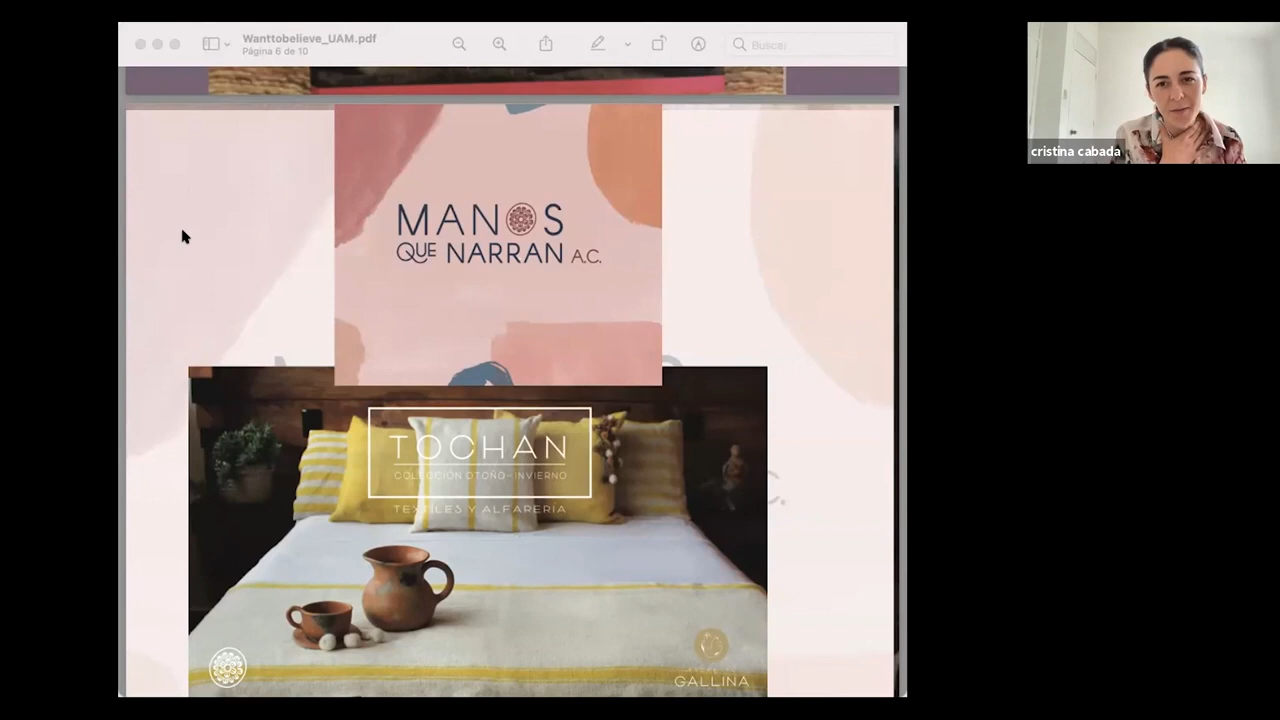 Wanttobelieve_UAM.pdf
Página 6 de 10
Buscar
cristina cabada
MANOS
QUE NARRAN A.C.
TOCHAN
COLECCIÓN OTOÑO-INVIERNO
TEXTILES Y ALFARERÍA
GALLINA